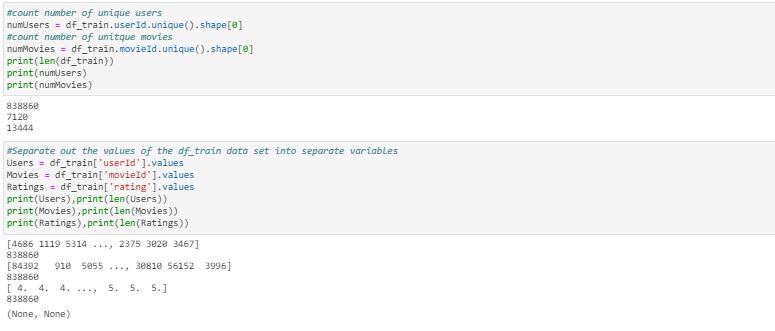 #count number of unique users
numUsers = df_train.userId.unique().shape[0]
#count number of unitque movies
numMovies = df_train.movieId.unique().shape[0]
print(len(df_train))
print(numUsers)
print(numMovies)
838860
7120
13444
#Separate out the values of the df_train data set into separate variables
Users = df_train['userId'].values
Movies = df_train['movieId'].values
Ratings = df_train['rating'].values
print(Users),print(len(Users))
print(Movies),print(len(Movies))
print(Ratings),print(len(Ratings))
[4686 1119 5314 ..., 2375 3020 3467]
838860
[84392   910  5055 ..., 30810 56152  3996]
838860
[ 4.  4.  4. ...,  5.  5.  5.]
838860
(None, None)